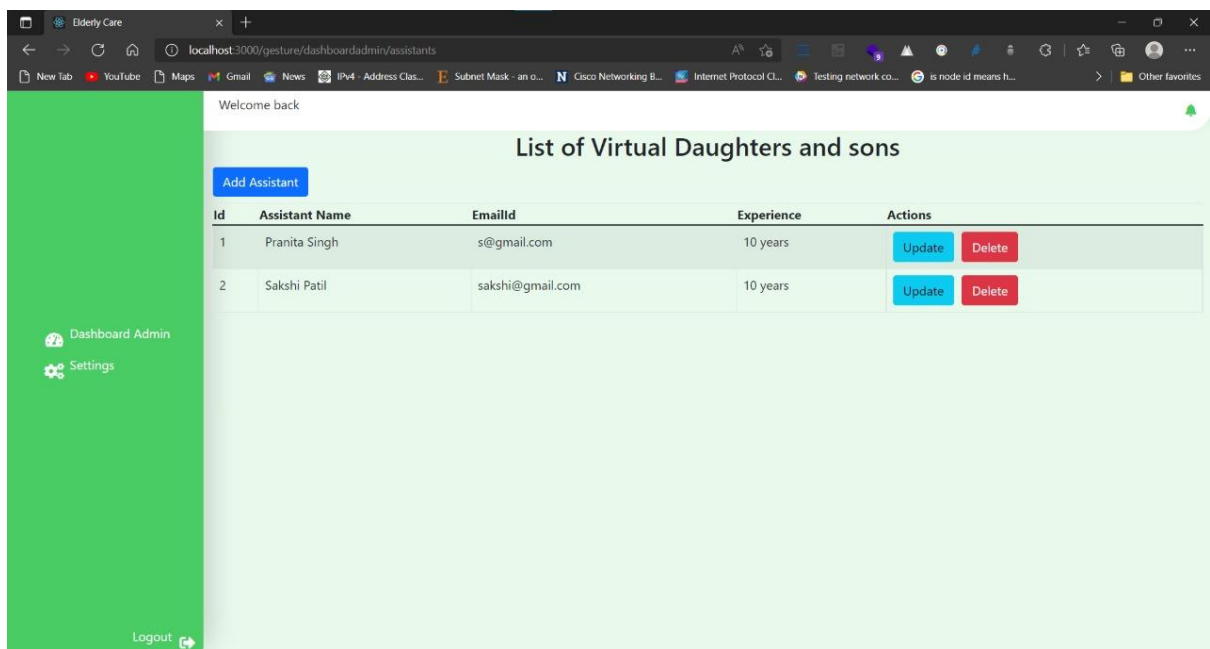 Elderly Care
localhost:3000/gesture/dashboardadmin/assistants
New Tab YouTube Maps Gmail News IPv4 - Address Clas... Subnet Mask - an o... Cisco Networking B... Internet Protocol Cl... Testing network co... is node id means h... Other favorites
Welcome back
List of Virtual Daughters and sons
Add Assistant
Id Assistant Name EmailId Experience Actions
1 Pranita Singh s@gmail.com 10 years Update Delete
2 Sakshi Patil sakshi@gmail.com 10 years Update Delete
Dashboard Admin
Settings
Logout